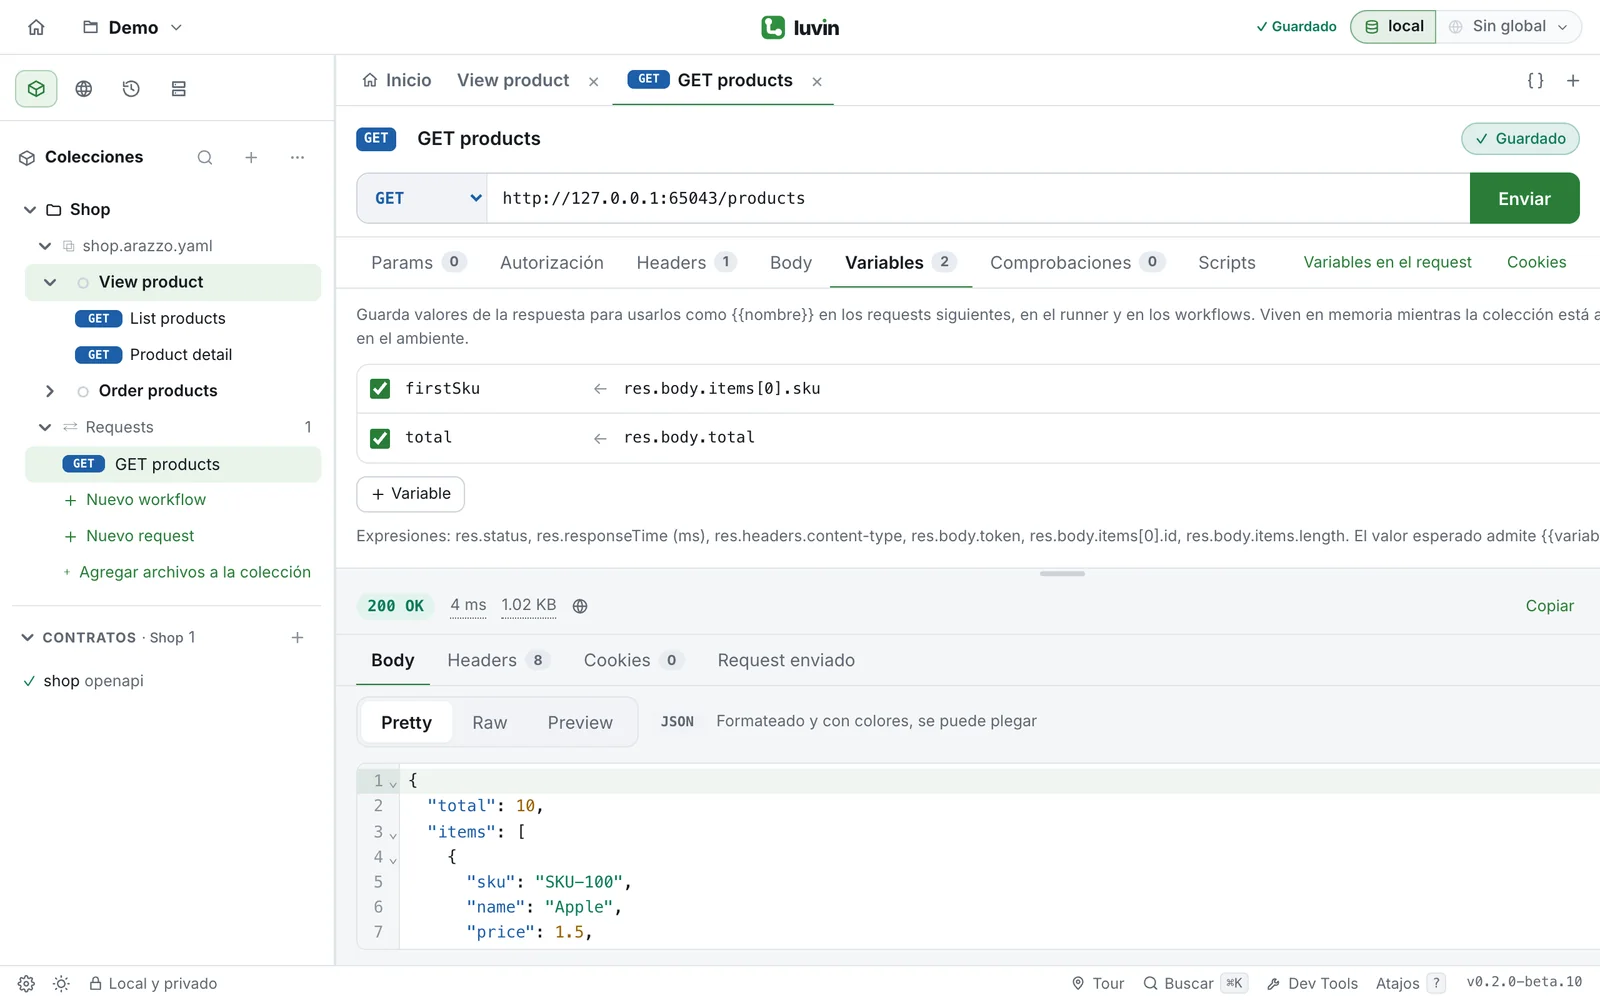 Demo
luvin
Guardado
local
Sin global
Inicio
View product
GET GET products
Colecciones
Shop
shop.arazzo.yaml
View product
GET List products
GET Product detail
Order products
Requests 1
GET GET products
+ Nuevo workflow
+ Nuevo request
+ Agregar archivos a la colección
CONTRATOS · Shop 1
shop openapi
GET GET products
Guardado
GET http://127.0.0.1:65043/products Enviar
Params 0 Autorización Headers 1 Body Variables 2 Comprobaciones 0 Scripts Variables en el request Cookies
Guarda valores de la respuesta para usarlos como {{nombre}} en los requests siguientes, en el runner y en los workflows. Viven en memoria mientras la colección está a
en el ambiente.
firstSku ← res.body.items[0].sku
total ← res.body.total
+ Variable
Expresiones: res.status, res.responseTime (ms), res.headers.content-type, res.body.token, res.body.items[0].id, res.body.items.length. El valor esperado admite {{variab
200 OK 4 ms 1.02 KB Copiar
Body Headers 8 Cookies 0 Request enviado
Pretty Raw Preview JSON Formateado y con colores, se puede plegar
1 {
2 "total": 10,
3 "items": [
4 {
5 "sku": "SKU-100",
6 "name": "Apple",
7 "price": 1.5,
Local y privado
Tour Buscar ⌘K Dev Tools Atajos ? v0.2.0-beta.10